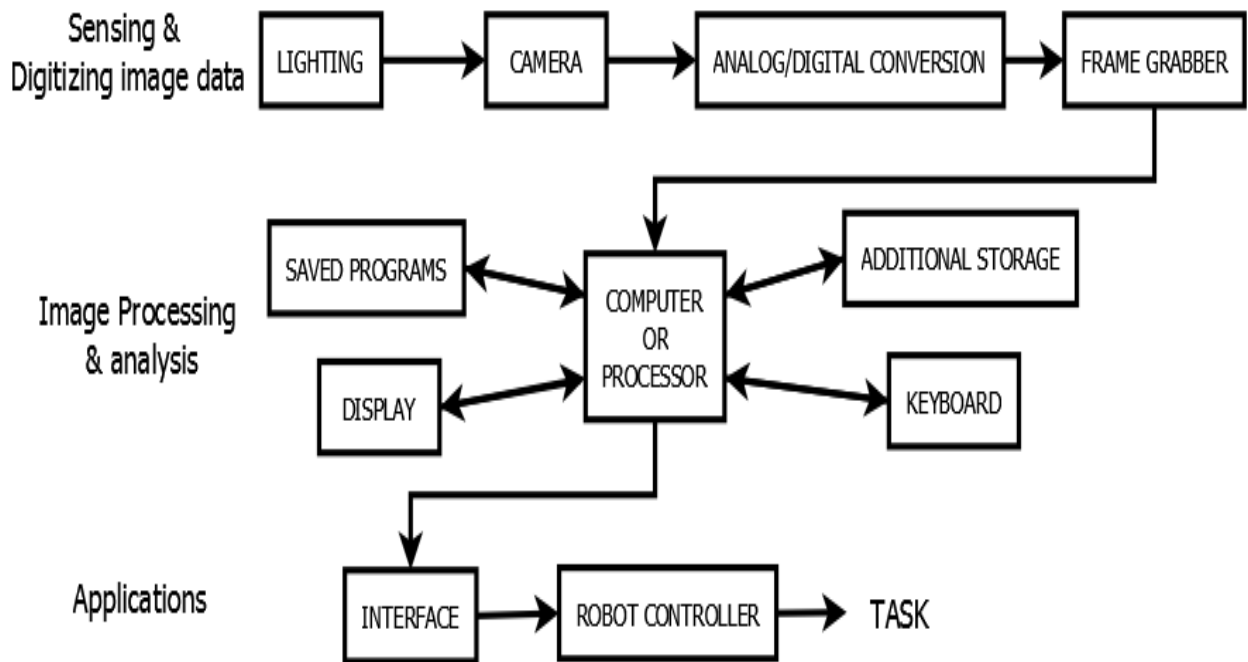 Sensing &
Digitizing image data
LIGHTING
CAMERA
ANALOG/DIGITAL CONVERSION
FRAME GRABBER
SAVED PROGRAMS
ADDITIONAL STORAGE
Image Processing
& analysis
COMPUTER
OR
PROCESSOR
DISPLAY
KEYBOARD
Applications
INTERFACE
ROBOT CONTROLLER
TASK